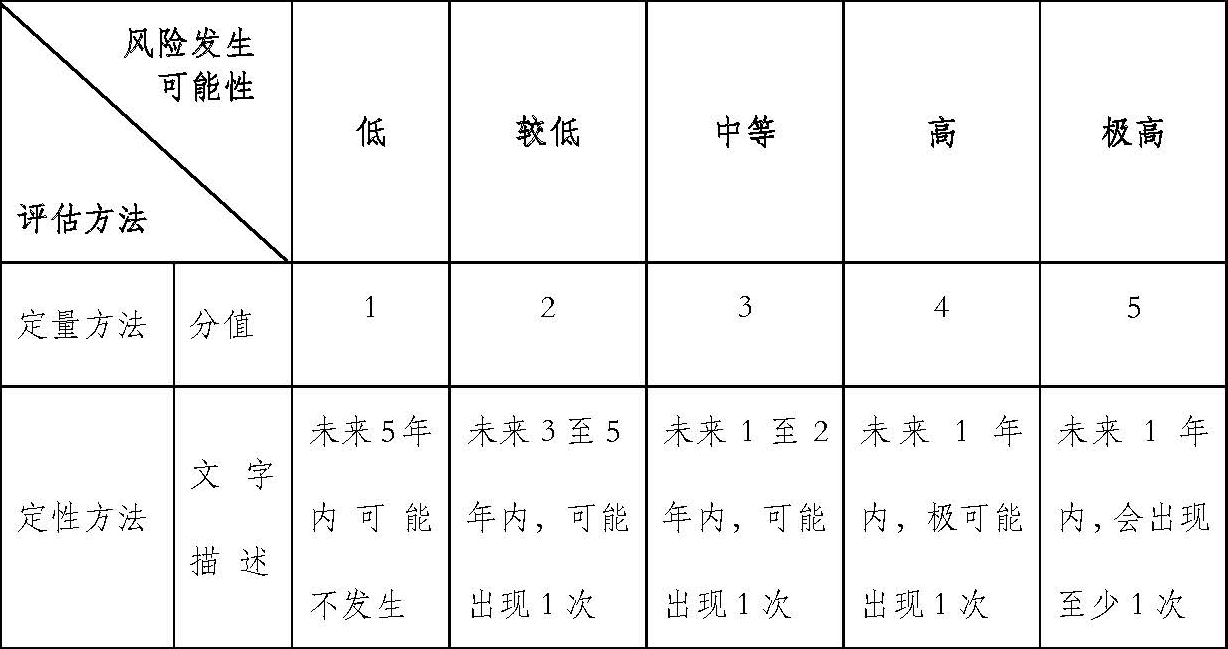 风险发生
可能性
评估方法
低
较低
中等
高
极高
定量方法
分值
1
2
3
4
5
定性方法
文字
描述
未来5年
内可能
不发生
未来3至5
年内，可能
出现1次
未来1至2
年内，可能
出现1次
未来1年
内，极可能
出现1次
未来1年
内，会出现
至少1次